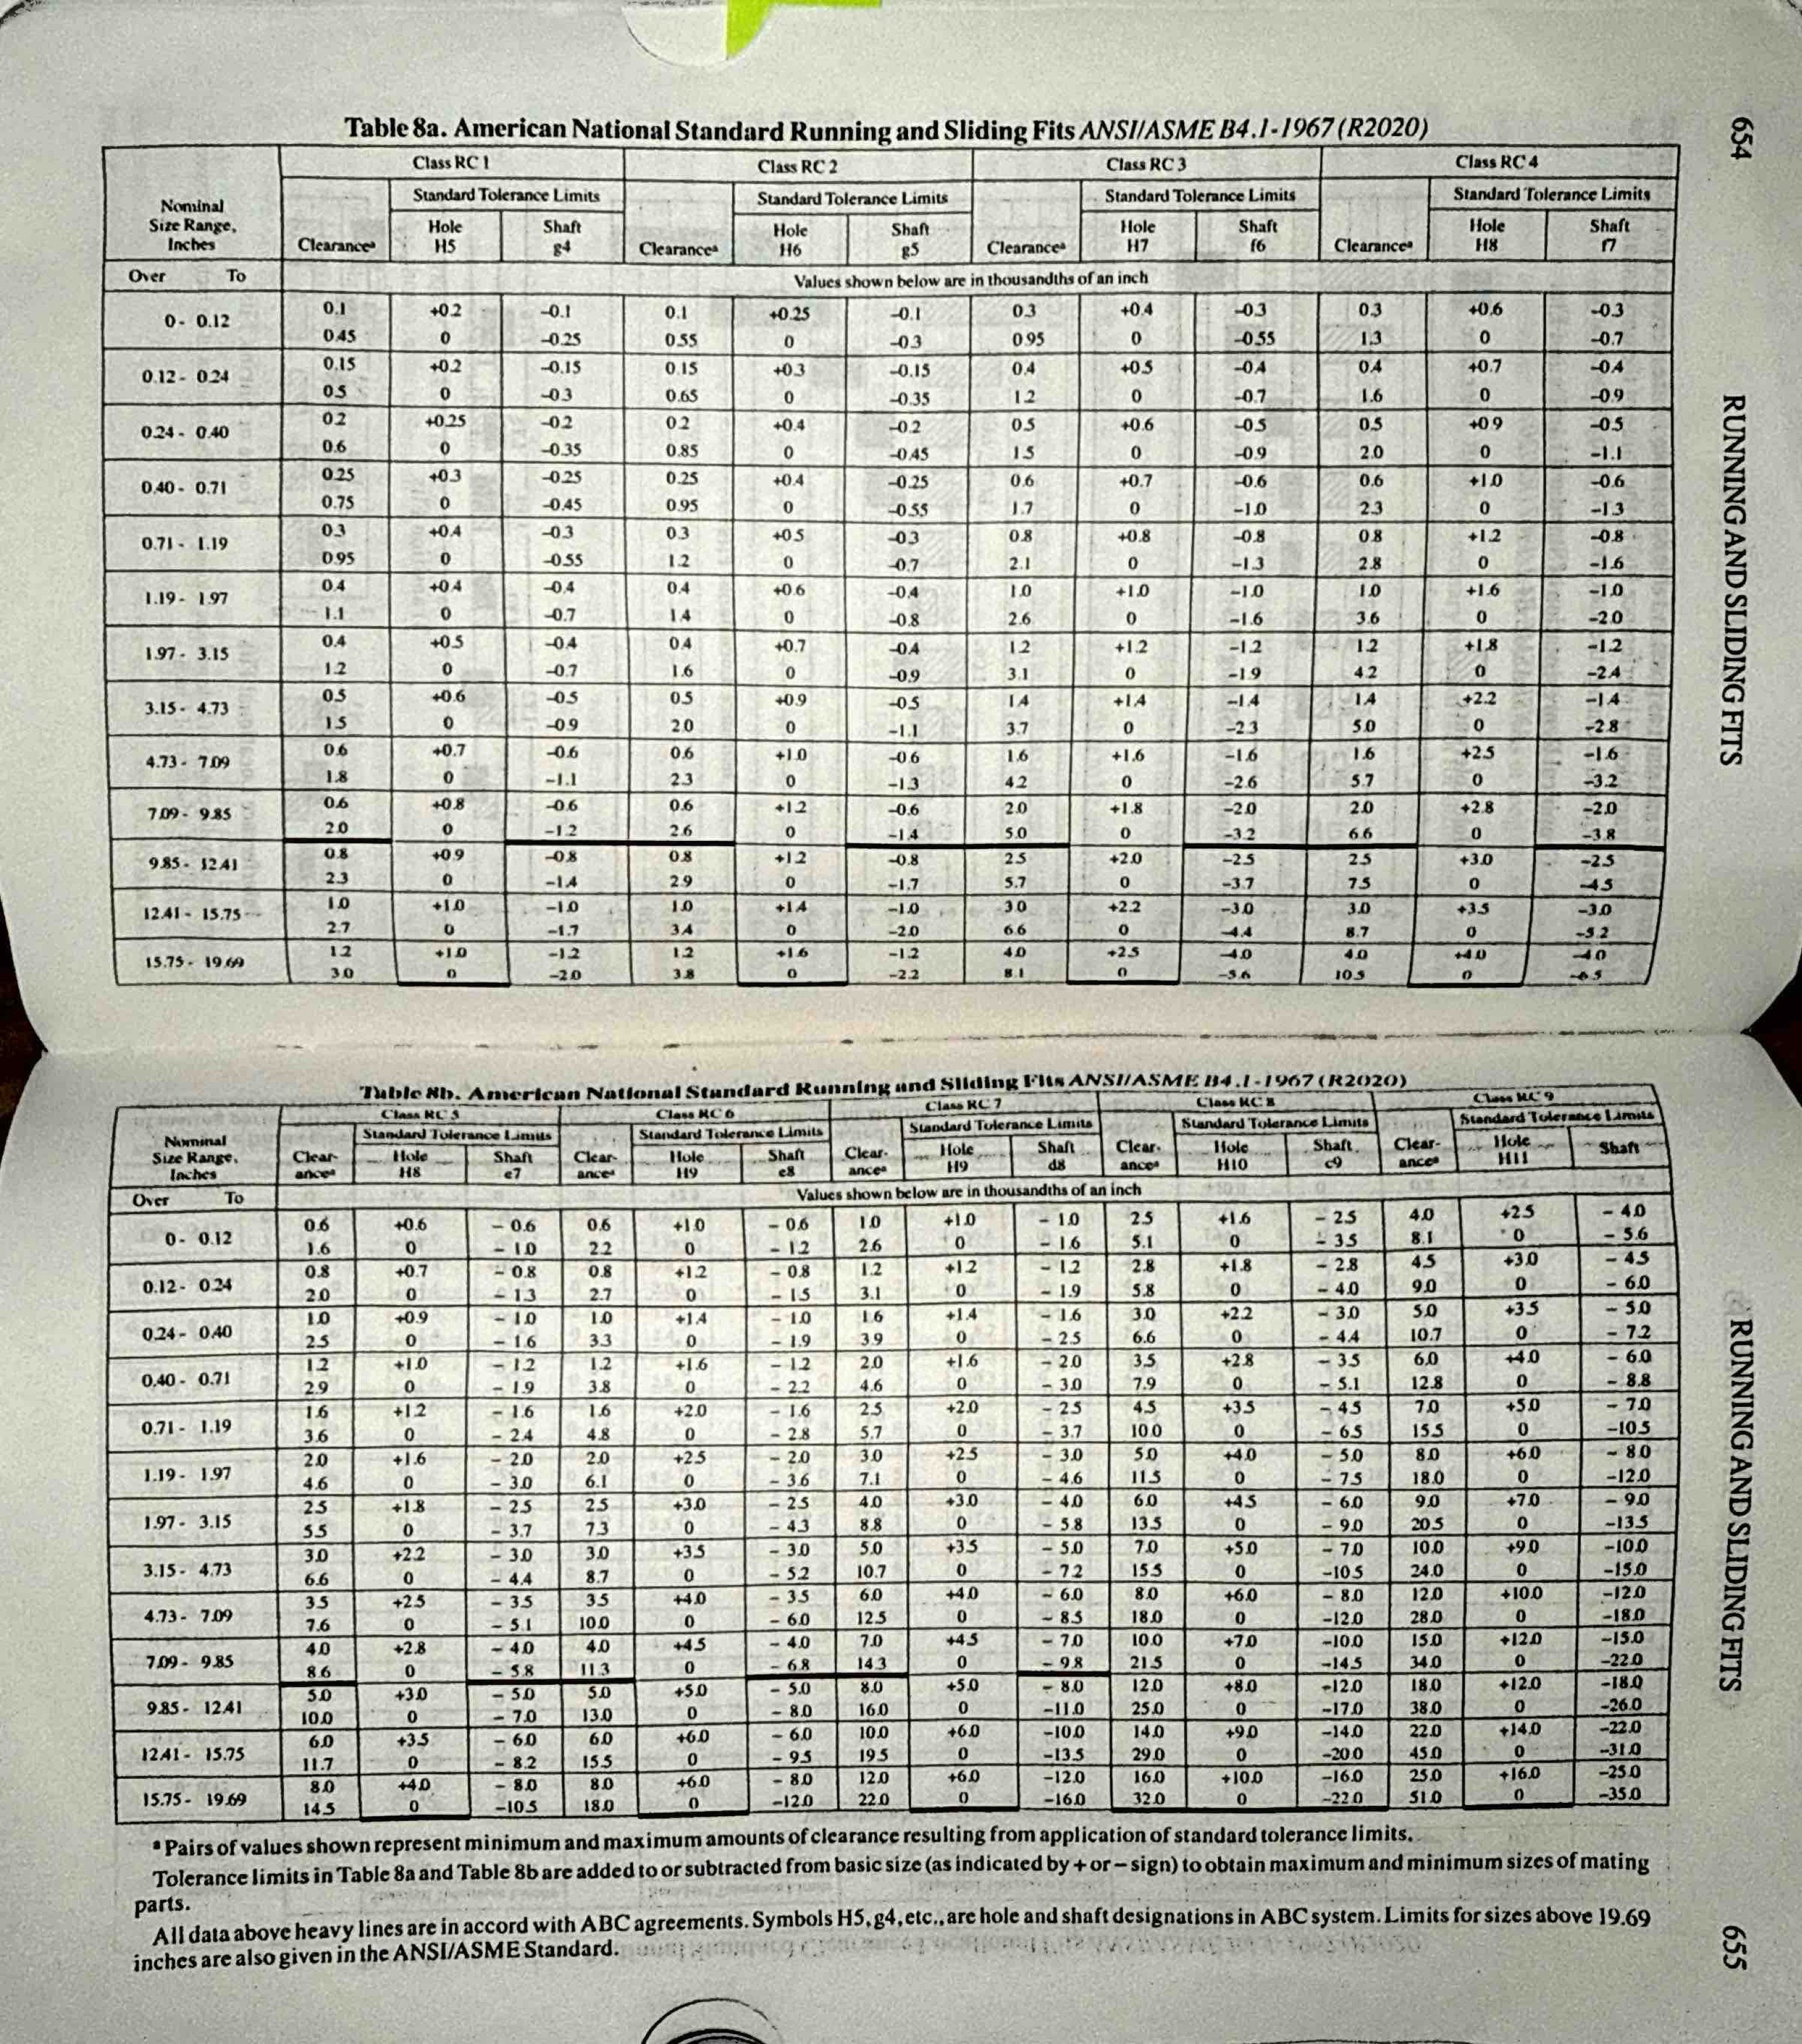 654
RUNNING AND SLIDING FITS
Table 8a. American National Standard Running and Sliding Fits ANSI/ASME B4.1-1967 (R2020)
Class RC 1 Class RC 2 Class RC 3 Class RC 4
Nominal Size Range, Inches
Standard Tolerance Limits Standard Tolerance Limits Standard Tolerance Limits Standard Tolerance Limits
Clearanceᵃ Hole H5 Shaft g4 Clearanceᵃ Hole H6 Shaft g5 Clearanceᵃ Hole H7 Shaft f6 Clearanceᵃ Hole H8 Shaft f7
Over To Values shown below are in thousandths of an inch
0- 0.12 0.1 +0.2 –0.1 0.1 +0.25 –0.1 0.3 +0.4 –0.3 0.3 +0.6 –0.3
0.45 0 –0.25 0.55 0 –0.3 0.95 0 –0.55 1.3 0 –0.7
0.12- 0.24 0.15 +0.2 –0.15 0.15 +0.3 –0.15 0.4 +0.5 –0.4 0.4 +0.7 –0.4
0.5 0 –0.3 0.65 0 –0.35 1.2 0 –0.7 1.6 0 –0.9
0.24- 0.40 0.2 +0.25 –0.2 0.2 +0.4 –0.2 0.5 +0.6 –0.5 0.5 +0.9 –0.5
0.6 0 –0.35 0.85 0 –0.45 1.5 0 –0.9 2.0 0 –1.1
0.40- 0.71 0.25 +0.3 –0.25 0.25 +0.4 –0.25 0.6 +0.7 –0.6 0.6 +1.0 –0.6
0.75 0 –0.45 0.95 0 –0.55 1.7 0 –1.0 2.3 0 –1.3
0.71- 1.19 0.3 +0.4 –0.3 0.3 +0.5 –0.3 0.8 +0.8 –0.8 0.8 +1.2 –0.8
0.95 0 –0.55 1.2 0 –0.7 2.1 0 –1.3 2.8 0 –1.6
1.19- 1.97 0.4 +0.4 –0.4 0.4 +0.6 –0.4 1.0 +1.0 –1.0 1.0 +1.6 –1.0
1.1 0 –0.7 1.4 0 –0.8 2.6 0 –1.6 3.6 0 –2.0
1.97- 3.15 0.4 +0.5 –0.4 0.4 +0.7 –0.4 1.2 +1.2 –1.2 1.2 +1.8 –1.2
1.2 0 –0.7 1.6 0 –0.9 3.1 0 –1.9 4.2 0 –2.4
3.15- 4.73 0.5 +0.6 –0.5 0.5 +0.9 –0.5 1.4 +1.4 –1.4 1.4 +2.2 –1.4
1.5 0 –0.9 2.0 0 –1.1 3.7 0 –2.3 5.0 0 –2.8
4.73- 7.09 0.6 +0.7 –0.6 0.6 +1.0 –0.6 1.6 +1.6 –1.6 1.6 +2.5 –1.6
1.8 0 –1.1 2.3 0 –1.3 4.2 0 –2.6 5.7 0 –3.2
7.09- 9.85 0.6 +0.8 –0.6 0.6 +1.2 –0.6 2.0 +1.8 –2.0 2.0 +2.8 –2.0
2.0 0 –1.2 2.6 0 –1.4 5.0 0 –3.2 6.6 0 –3.8
9.85- 12.41 0.8 +0.9 –0.8 0.8 +1.2 –0.8 2.5 +2.0 –2.5 2.5 +3.0 –2.5
2.3 0 –1.4 2.9 0 –1.7 5.7 0 –3.7 7.5 0 –4.5
12.41- 15.75 1.0 +1.0 –1.0 1.0 +1.4 –1.0 3.0 +2.2 –3.0 3.0 +3.5 –3.0
2.7 0 –1.7 3.4 0 –2.0 6.6 0 –4.4 8.7 0 –5.2
15.75- 19.69 1.2 +1.0 –1.2 1.2 +1.6 –1.2 4.0 +2.5 –4.0 4.0 +4.0 –4.0
3.0 0 –2.0 3.8 0 –2.2 8.1 0 –5.6 10.5 0 –6.5
Table 8b. American National Standard Running and Sliding Fits ANSI/ASME B4.1-1967 (R2020)
Class RC 5 Class RC 6 Class RC 7 Class RC 8 Class RC 9
Nominal Size Range, Inches
Standard Tolerance Limits Standard Tolerance Limits Standard Tolerance Limits Standard Tolerance Limits Standard Tolerance Limits
Clear-anceᵃ Hole H8 Shaft e7 Clear-anceᵃ Hole H9 Shaft e8 Clear-anceᵃ Hole H9 Shaft d8 Clear-anceᵃ Hole H10 Shaft c9 Clear-anceᵃ Hole H11 Shaft
Over To Values shown below are in thousandths of an inch
0- 0.12 0.6 +0.6 – 0.6 0.6 +1.0 – 0.6 1.0 +1.0 – 1.0 2.5 +1.6 – 2.5 4.0 +2.5 – 4.0
1.6 0 – 1.0 2.2 0 – 1.2 2.6 0 – 1.6 5.1 0 – 3.5 8.1 0 – 5.6
0.12- 0.24 0.8 +0.7 – 0.8 0.8 +1.2 – 0.8 1.2 +1.2 – 1.2 2.8 +1.8 – 2.8 4.5 +3.0 – 4.5
2.0 0 – 1.3 2.7 0 – 1.5 3.1 0 – 1.9 5.8 0 – 4.0 9.0 0 – 6.0
0.24- 0.40 1.0 +0.9 – 1.0 1.0 +1.4 – 1.0 1.6 +1.4 – 1.6 3.0 +2.2 – 3.0 5.0 +3.5 – 5.0
2.5 0 – 1.6 3.3 0 – 1.9 3.9 0 – 2.5 6.6 0 – 4.4 10.7 0 – 7.2
0.40- 0.71 1.2 +1.0 – 1.2 1.2 +1.6 – 1.2 2.0 +1.6 – 2.0 3.5 +2.8 – 3.5 6.0 +4.0 – 6.0
2.9 0 – 1.9 3.8 0 – 2.2 4.6 0 – 3.0 7.9 0 – 5.1 12.8 0 – 8.8
0.71- 1.19 1.6 +1.2 – 1.6 1.6 +2.0 – 1.6 2.5 +2.0 – 2.5 4.5 +3.5 – 4.5 7.0 +5.0 – 7.0
3.6 0 – 2.4 4.8 0 – 2.8 5.7 0 – 3.7 10.0 0 – 6.5 15.5 0 –10.5
1.19- 1.97 2.0 +1.6 – 2.0 2.0 +2.5 – 2.0 3.0 +2.5 – 3.0 5.0 +4.0 – 5.0 8.0 +6.0 – 8.0
4.6 0 – 3.0 6.1 0 – 3.6 7.1 0 – 4.6 11.5 0 – 7.5 18.0 0 –12.0
1.97- 3.15 2.5 +1.8 – 2.5 2.5 +3.0 – 2.5 4.0 +3.0 – 4.0 6.0 +4.5 – 6.0 9.0 +7.0 – 9.0
5.5 0 – 3.7 7.3 0 – 4.3 8.8 0 – 5.8 13.5 0 – 9.0 20.5 0 –13.5
3.15- 4.73 3.0 +2.2 – 3.0 3.0 +3.5 – 3.0 5.0 +3.5 – 5.0 7.0 +5.0 – 7.0 10.0 +9.0 –10.0
6.6 0 – 4.4 8.7 0 – 5.2 10.7 0 – 7.2 15.5 0 –10.5 24.0 0 –15.0
4.73- 7.09 3.5 +2.5 – 3.5 3.5 +4.0 – 3.5 6.0 +4.0 – 6.0 8.0 +6.0 – 8.0 12.0 +10.0 –12.0
7.6 0 – 5.1 10.0 0 – 6.0 12.5 0 – 8.5 18.0 0 –12.0 28.0 0 –18.0
7.09- 9.85 4.0 +2.8 – 4.0 4.0 +4.5 – 4.0 7.0 +4.5 – 7.0 10.0 +7.0 –10.0 15.0 +12.0 –15.0
8.6 0 – 5.8 11.3 0 – 6.8 14.3 0 – 9.8 21.5 0 –14.5 34.0 0 –22.0
9.85- 12.41 5.0 +3.0 – 5.0 5.0 +5.0 – 5.0 8.0 +5.0 – 8.0 12.0 +8.0 –12.0 18.0 +12.0 –18.0
10.0 0 – 7.0 13.0 0 – 8.0 16.0 0 –11.0 25.0 0 –17.0 38.0 0 –26.0
12.41- 15.75 6.0 +3.5 – 6.0 6.0 +6.0 – 6.0 10.0 +6.0 –10.0 14.0 +9.0 –14.0 22.0 +14.0 –22.0
11.7 0 – 8.2 15.5 0 – 9.5 19.5 0 –13.5 29.0 0 –20.0 45.0 0 –31.0
15.75- 19.69 8.0 +4.0 – 8.0 8.0 +6.0 – 8.0 12.0 +6.0 –12.0 16.0 +10.0 –16.0 25.0 +16.0 –25.0
14.5 0 –10.5 18.0 0 –12.0 22.0 0 –16.0 32.0 0 –22.0 51.0 0 –35.0
ᵃ Pairs of values shown represent minimum and maximum amounts of clearance resulting from application of standard tolerance limits.
Tolerance limits in Table 8a and Table 8b are added to or subtracted from basic size (as indicated by + or – sign) to obtain maximum and minimum sizes of mating
parts.
All data above heavy lines are in accord with ABC agreements. Symbols H5, g4, etc., are hole and shaft designations in ABC system. Limits for sizes above 19.69
inches are also given in the ANSI/ASME Standard.
RUNNING AND SLIDING FITS
655